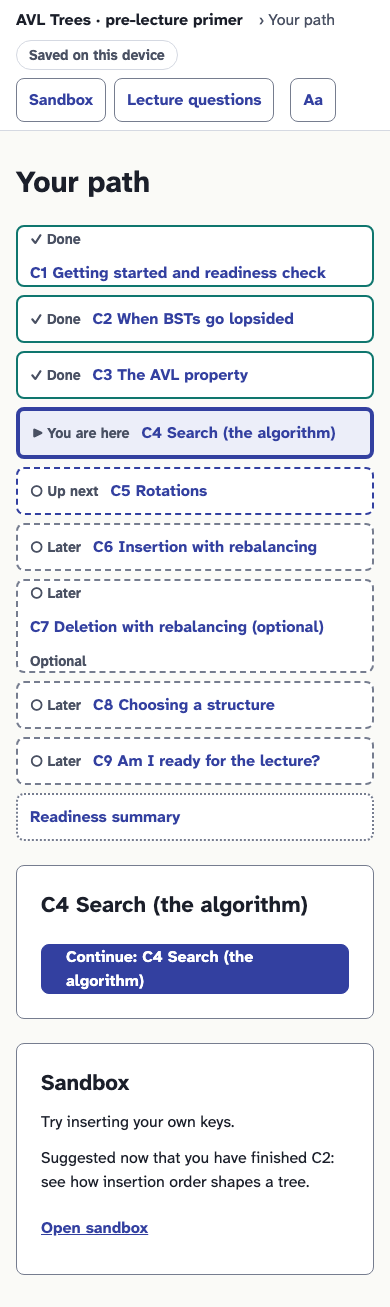 AVL Trees · pre-lecture primer › Your path
Saved on this device
Sandbox Lecture questions Aa
Your path
✓ Done
C1 Getting started and readiness check
✓ Done C2 When BSTs go lopsided
✓ Done C3 The AVL property
▶ You are here C4 Search (the algorithm)
○ Up next C5 Rotations
○ Later C6 Insertion with rebalancing
○ Later
C7 Deletion with rebalancing (optional)
Optional
○ Later C8 Choosing a structure
○ Later C9 Am I ready for the lecture?
Readiness summary
C4 Search (the algorithm)
Continue: C4 Search (the
algorithm)
Sandbox
Try inserting your own keys.
Suggested now that you have finished C2:
see how insertion order shapes a tree.
Open sandbox